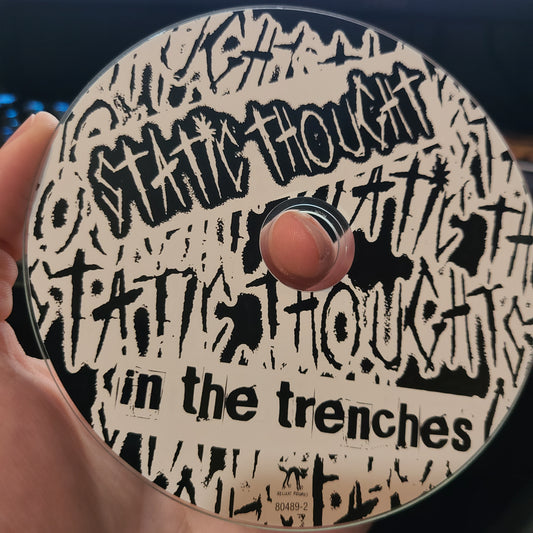 STATIC THOUGHT
STATIC THOUGHTS
in the trenches
80489-2